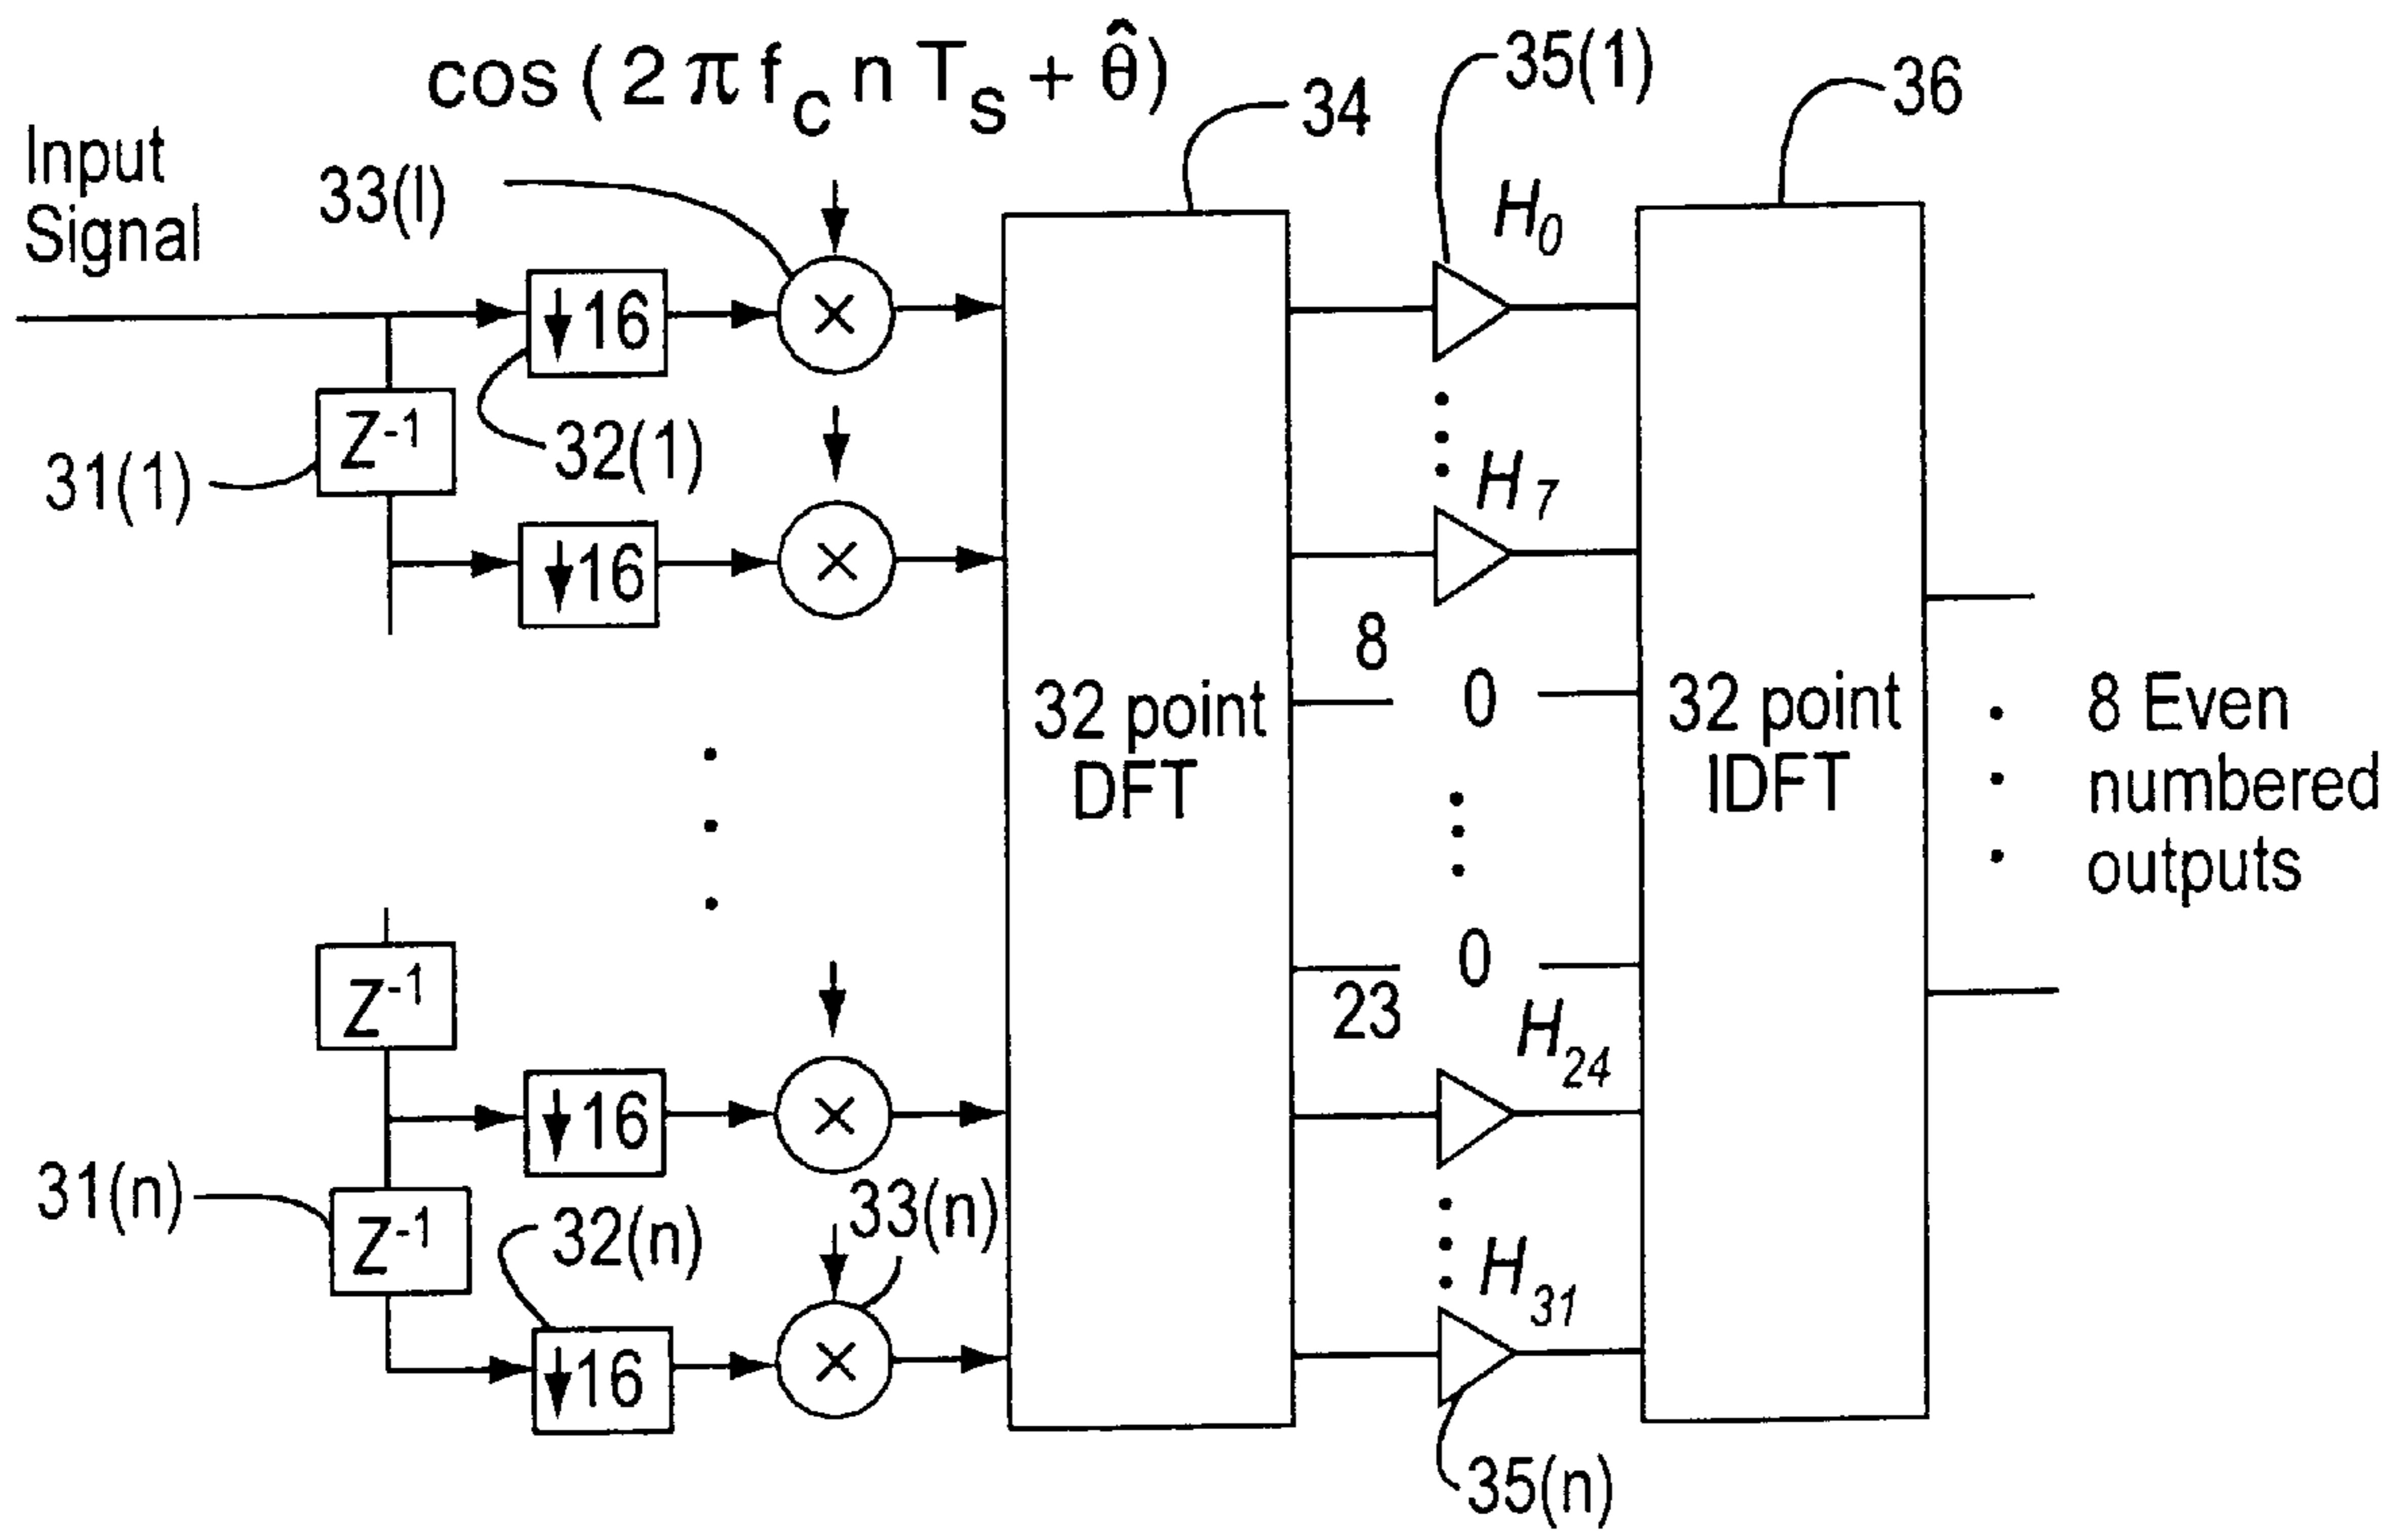 cos ( 2 π f_c n T_s + θ̂ )
35(1)
36
34
Input
Signal
33(l)
H_0
↓16
×
Z^-1
32(1)
31(1)
H_7
↓16
×
8
0
32 point
DFT
32 point
IDFT
8 Even
numbered
outputs
0
23
Z^-1
H_24
↓16
×
31(n)
33(n)
32(n)
Z^-1
H_31
↓16
×
35(n)